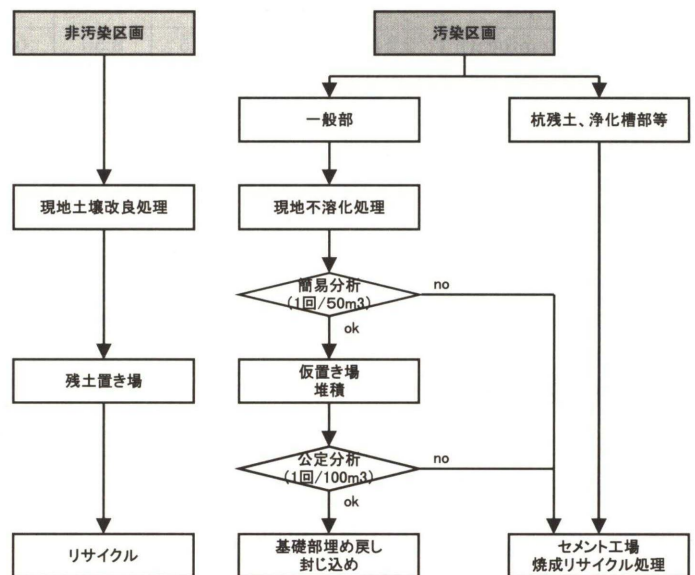 非汚染区画
汚染区画
一般部
杭残土、浄化槽部等
現地土壌改良処理
現地不溶化処理
簡易分析
(1回/50m3)
no
ok
残土置き場
仮置き場
堆積
公定分析
(1回/100m3)
no
ok
リサイクル
基礎部埋め戻し
封じ込め
セメント工場
焼成リサイクル処理